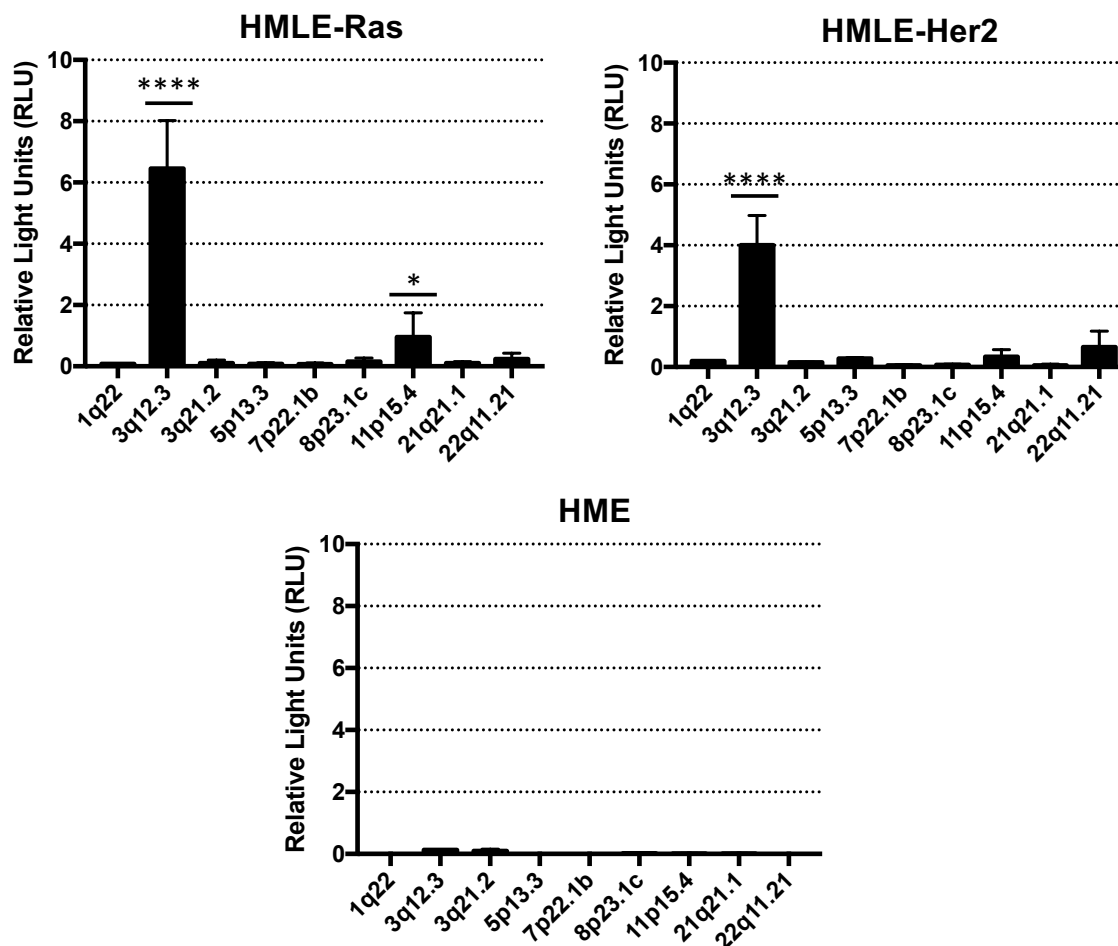 HMLE-Ras
Relative Light Units (RLU)
10
8
6
4
2
0
****
*
1q22
3q12.3
3q21.2
5p13.3
7p22.1b
8p23.1c
11p15.4
21q21.1
22q11.21
HMLE-Her2
Relative Light Units (RLU)
10
8
6
4
2
0
****
1q22
3q12.3
3q21.2
5p13.3
7p22.1b
8p23.1c
11p15.4
21q21.1
22q11.21
HME
Relative Light Units (RLU)
10
8
6
4
2
0
1q22
3q12.3
3q21.2
5p13.3
7p22.1b
8p23.1c
11p15.4
21q21.1
22q11.21